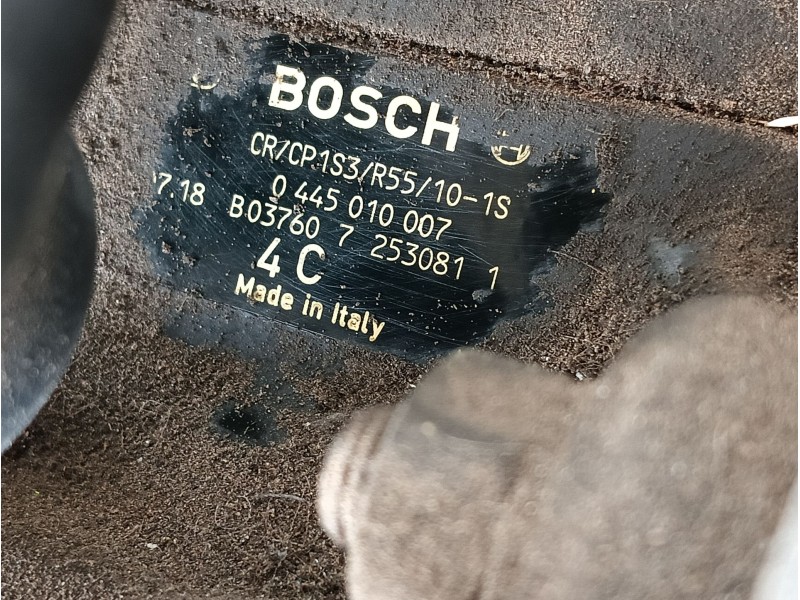 BOSCH
CR/CP1S3/R55/10-1S
0 445 010 007
7.18 B03760 7 253081 1
4 C
Made in Italy